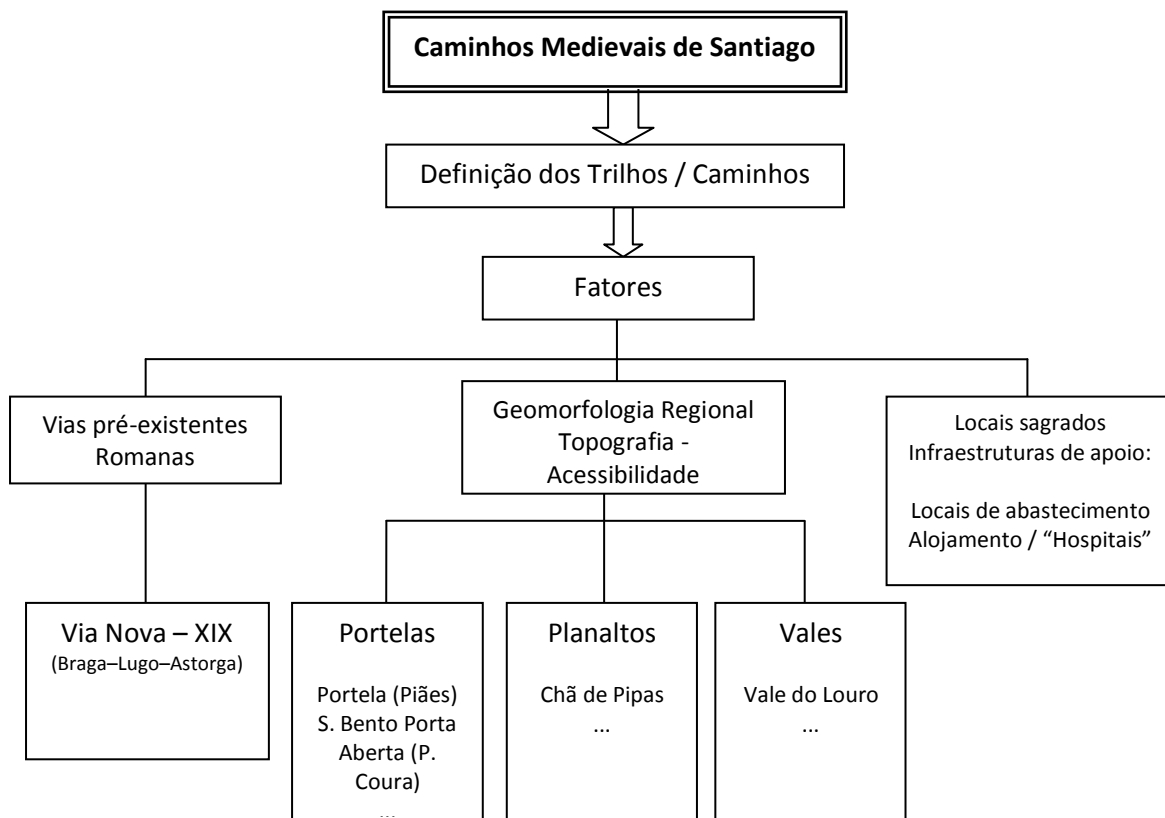 Caminhos Medievais de Santiago
Definição dos Trilhos / Caminhos
Fatores
Vias pré-existentes
Romanas
Geomorfologia Regional
Topografia -
Acessibilidade
Locais sagrados
Infraestruturas de apoio:
Locais de abastecimento
Alojamento / “Hospitais”
Via Nova – XIX
(Braga–Lugo–Astorga)
Portelas
Portela (Piães)
S. Bento Porta
Aberta (P.
Coura)
...
Planaltos
Chã de Pipas
...
Vales
Vale do Louro
...